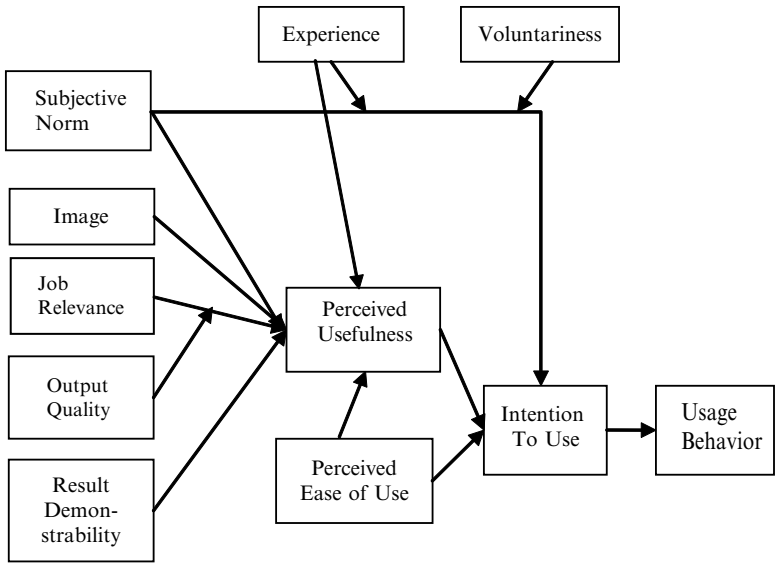 Experience
Voluntariness
Subjective
Norm
Image
Job
Relevance
Perceived
Usefulness
Output
Quality
Intention
To Use
Usage
Behavior
Perceived
Ease of Use
Result
Demon-
strability